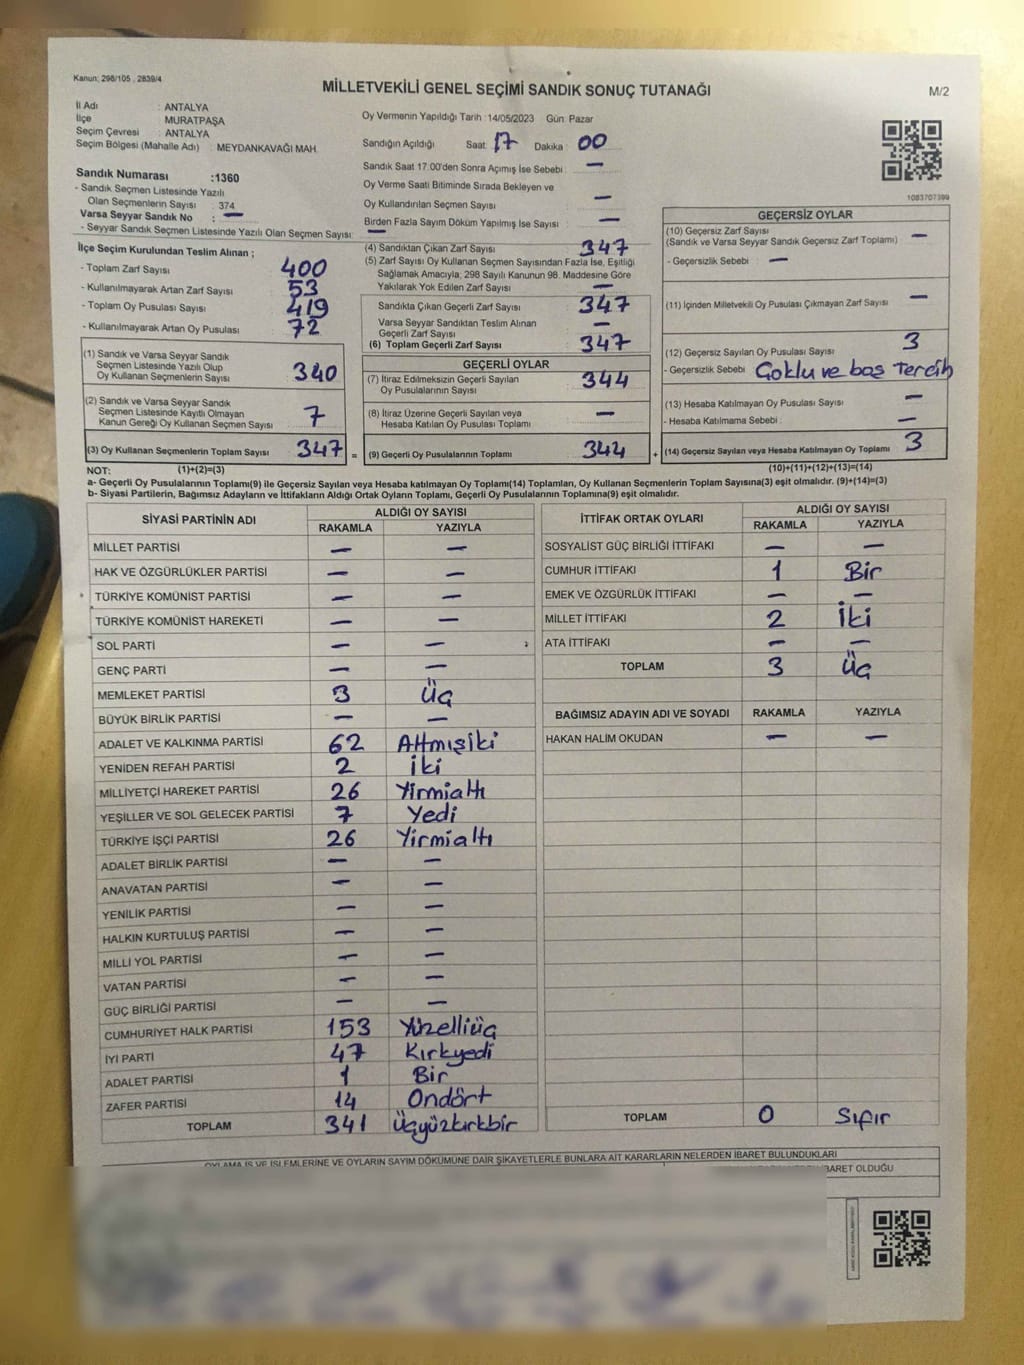 Kanun: 298/105 , 2839/4
MİLLETVEKİLİ GENEL SEÇİMİ SANDIK SONUÇ TUTANAĞI
M/2
İl Adı : ANTALYA
İlçe : MURATPAŞA
Seçim Çevresi : ANTALYA
Seçim Bölgesi (Mahalle Adı) : MEYDANKAVAĞI MAH.
Oy Vermenin Yapıldığı Tarih :14/05/2023 Gün: Pazar
Sandığın Açıldığı Saat: 17 Dakika: 00
Sandık Saat 17:00'den Sonra Açımış İse Sebebi : —
Oy Verme Saati Bitiminde Sırada Bekleyen ve
Oy Kullandırılan Seçmen Sayısı : —
Birden Fazla Sayım Döküm Yapılmış İse Sayısı : —
1083707399
Sandık Numarası :1360
- Sandık Seçmen Listesinde Yazılı
Olan Seçmenlerin Sayısı : 374
Varsa Seyyar Sandık No : —
- Seyyar Sandık Seçmen Listesinde Yazılı Olan Seçmen Sayısı: —
İlçe Seçim Kurulundan Teslim Alınan ;
- Toplam Zarf Sayısı 400
- Kullanılmayarak Artan Zarf Sayısı 53
- Toplam Oy Pusulası Sayısı 419
- Kullanılmayarak Artan Oy Pusulası 72
(1) Sandık ve Varsa Seyyar Sandık
Seçmen Listesinde Yazılı Olup
Oy Kullanan Seçmenlerin Sayısı 340
(2) Sandık ve Varsa Seyyar Sandık
Seçmen Listesinde Kayıtlı Olmayan
Kanun Gereği Oy Kullanan Seçmen Sayısı 7
(3) Oy Kullanan Seçmenlerin Toplam Sayısı 347 =
(4) Sandıktan Çıkan Zarf Sayısı 347
(5) Zarf Sayısı Oy Kullanan Seçmen Sayısından Fazla İse, Eşitliği
Sağlamak Amacıyla; 298 Sayılı Kanunun 98. Maddesine Göre
Yakılarak Yok Edilen Zarf Sayısı —
Sandıkta Çıkan Geçerli Zarf Sayısı 347
Varsa Seyyar Sandıktan Teslim Alınan
Geçerli Zarf Sayısı —
(6) Toplam Geçerli Zarf Sayısı 347
GEÇERLİ OYLAR
(7) İtiraz Edilmeksizin Geçerli Sayılan
Oy Pusulalarının Sayısı 344
(8) İtiraz Üzerine Geçerli Sayılan veya
Hesaba Katılan Oy Pusulaları Toplamı —
(9) Geçerli Oy Pusulalarının Toplamı 344 +
GEÇERSİZ OYLAR
(10) Geçersiz Zarf Sayısı
(Sandık ve Varsa Seyyar Sandık Geçersiz Zarf Toplamı) —
- Geçersizlik Sebebi : —
(11) İçinden Milletvekili Oy Pusulası Çıkmayan Zarf Sayısı —
(12) Geçersiz Sayılan Oy Pusulası Sayısı 3
- Geçersizlik Sebebi Çoklu ve boş Tercih
(13) Hesaba Katılmayan Oy Pusulası Sayısı —
- Hesaba Katılmama Sebebi : —
(14) Geçersiz Sayılan veya Hesaba Katılmayan Oy Toplamı 3
NOT: (1)+(2)=(3) (10)+(11)+(12)+(13)=(14)
a- Geçerli Oy Pusulalarının Toplamı(9) ile Geçersiz Sayılan veya Hesaba katılmayan Oy Toplamı(14) Toplamları, Oy Kullanan Seçmenlerin Toplam Sayısına(3) eşit olmalıdır. (9)+(14)=(3)
b- Siyasi Partilerin, Bağımsız Adayların ve İttifakların Aldığı Ortak Oyların Toplamı, Geçerli Oy Pusulalarının Toplamına(9) eşit olmalıdır.
SİYASİ PARTİNİN ADI ALDIĞI OY SAYISI
RAKAMLA YAZIYLA
MİLLET PARTİSİ — —
HAK VE ÖZGÜRLÜKLER PARTİSİ — —
TÜRKİYE KOMÜNİST PARTİSİ — —
TÜRKİYE KOMÜNİST HAREKETİ — —
SOL PARTİ — —
GENÇ PARTİ — —
MEMLEKET PARTİSİ 3 Üç
BÜYÜK BİRLİK PARTİSİ — —
ADALET VE KALKINMA PARTİSİ 62 Altmışiki
YENİDEN REFAH PARTİSİ 2 iki
MİLLİYETÇİ HAREKET PARTİSİ 26 Yirmialtı
YEŞİLLER VE SOL GELECEK PARTİSİ 7 Yedi
TÜRKİYE İŞÇİ PARTİSİ 26 Yirmialtı
ADALET BİRLİK PARTİSİ — —
ANAVATAN PARTİSİ — —
YENİLİK PARTİSİ — —
HALKIN KURTULUŞ PARTİSİ — —
MİLLİ YOL PARTİSİ — —
VATAN PARTİSİ — —
GÜÇ BİRLİĞİ PARTİSİ — —
CUMHURİYET HALK PARTİSİ 153 Yüzelliüç
İYİ PARTİ 47 Kırkyedi
ADALET PARTİSİ 1 Bir
ZAFER PARTİSİ 14 Ondört
TOPLAM 341 Üçyüzkırkbir
İTTİFAK ORTAK OYLARI ALDIĞI OY SAYISI
RAKAMLA YAZIYLA
SOSYALİST GÜÇ BİRLİĞİ İTTİFAKI — —
CUMHUR İTTİFAKI 1 Bir
EMEK VE ÖZGÜRLÜK İTTİFAKI — —
MİLLET İTTİFAKI 2 İki
ATA İTTİFAKI — —
TOPLAM 3 Üç
BAĞIMSIZ ADAYIN ADI VE SOYADI RAKAMLA YAZIYLA
HAKAN HALİM OKUDAN — —
TOPLAM 0 Sıfır
OYLAMA İŞ VE İŞLEMLERİNE VE OYLARIN SAYIM DÖKÜMÜNE DAİR ŞİKAYETLERLE BUNLARA AİT KARARLARIN NELERDEN İBARET BULUNDUKLARI
BARET OLDUĞU